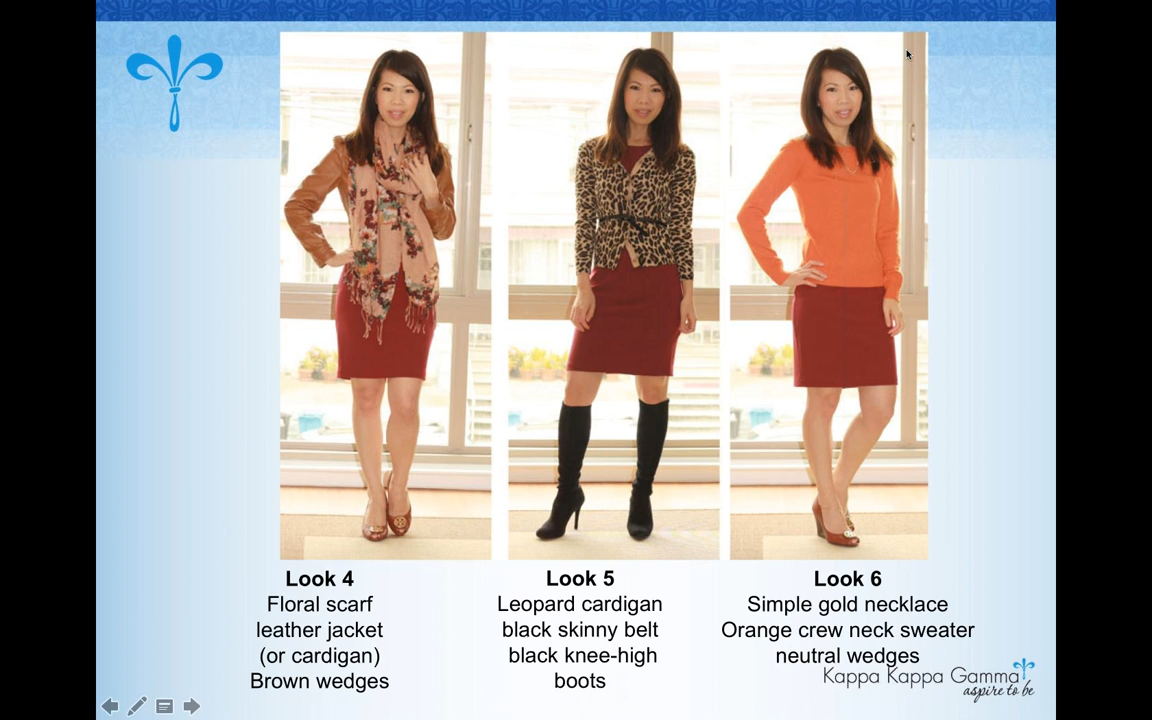 Look 4
Floral scarf
leather jacket
(or cardigan)
Brown wedges
Look 5
Leopard cardigan
black skinny belt
black knee-high
boots
Look 6
Simple gold necklace
Orange crew neck sweater
neutral wedges
Kappa Kappa Gamma
aspire to be